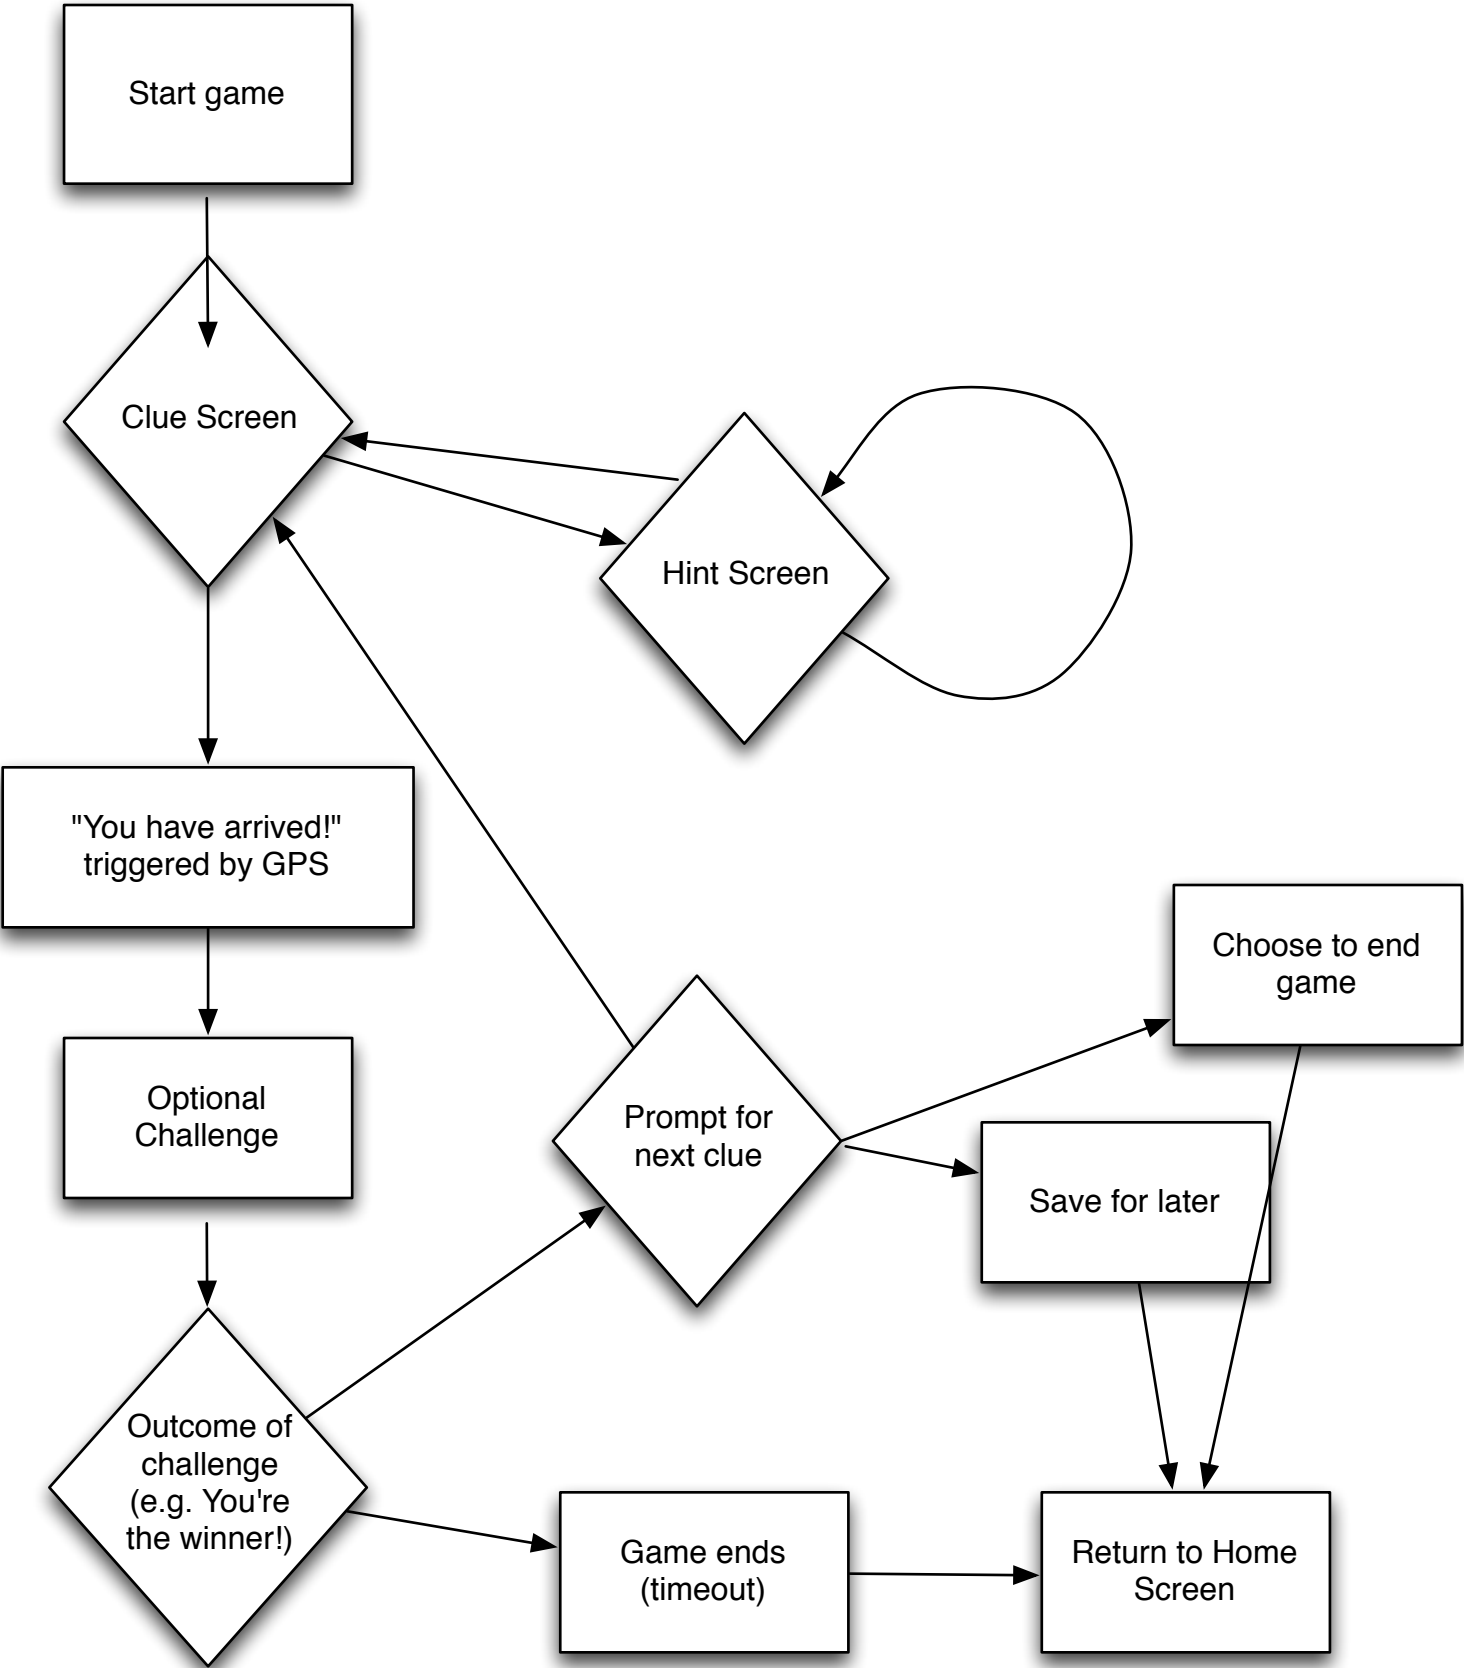 Start game
Clue Screen
Hint Screen
"You have arrived!"
triggered by GPS
Choose to end
game
Optional
Challenge
Prompt for
next clue
Save for later
Outcome of
challenge
(e.g. You're
the winner!)
Game ends
(timeout)
Return to Home
Screen